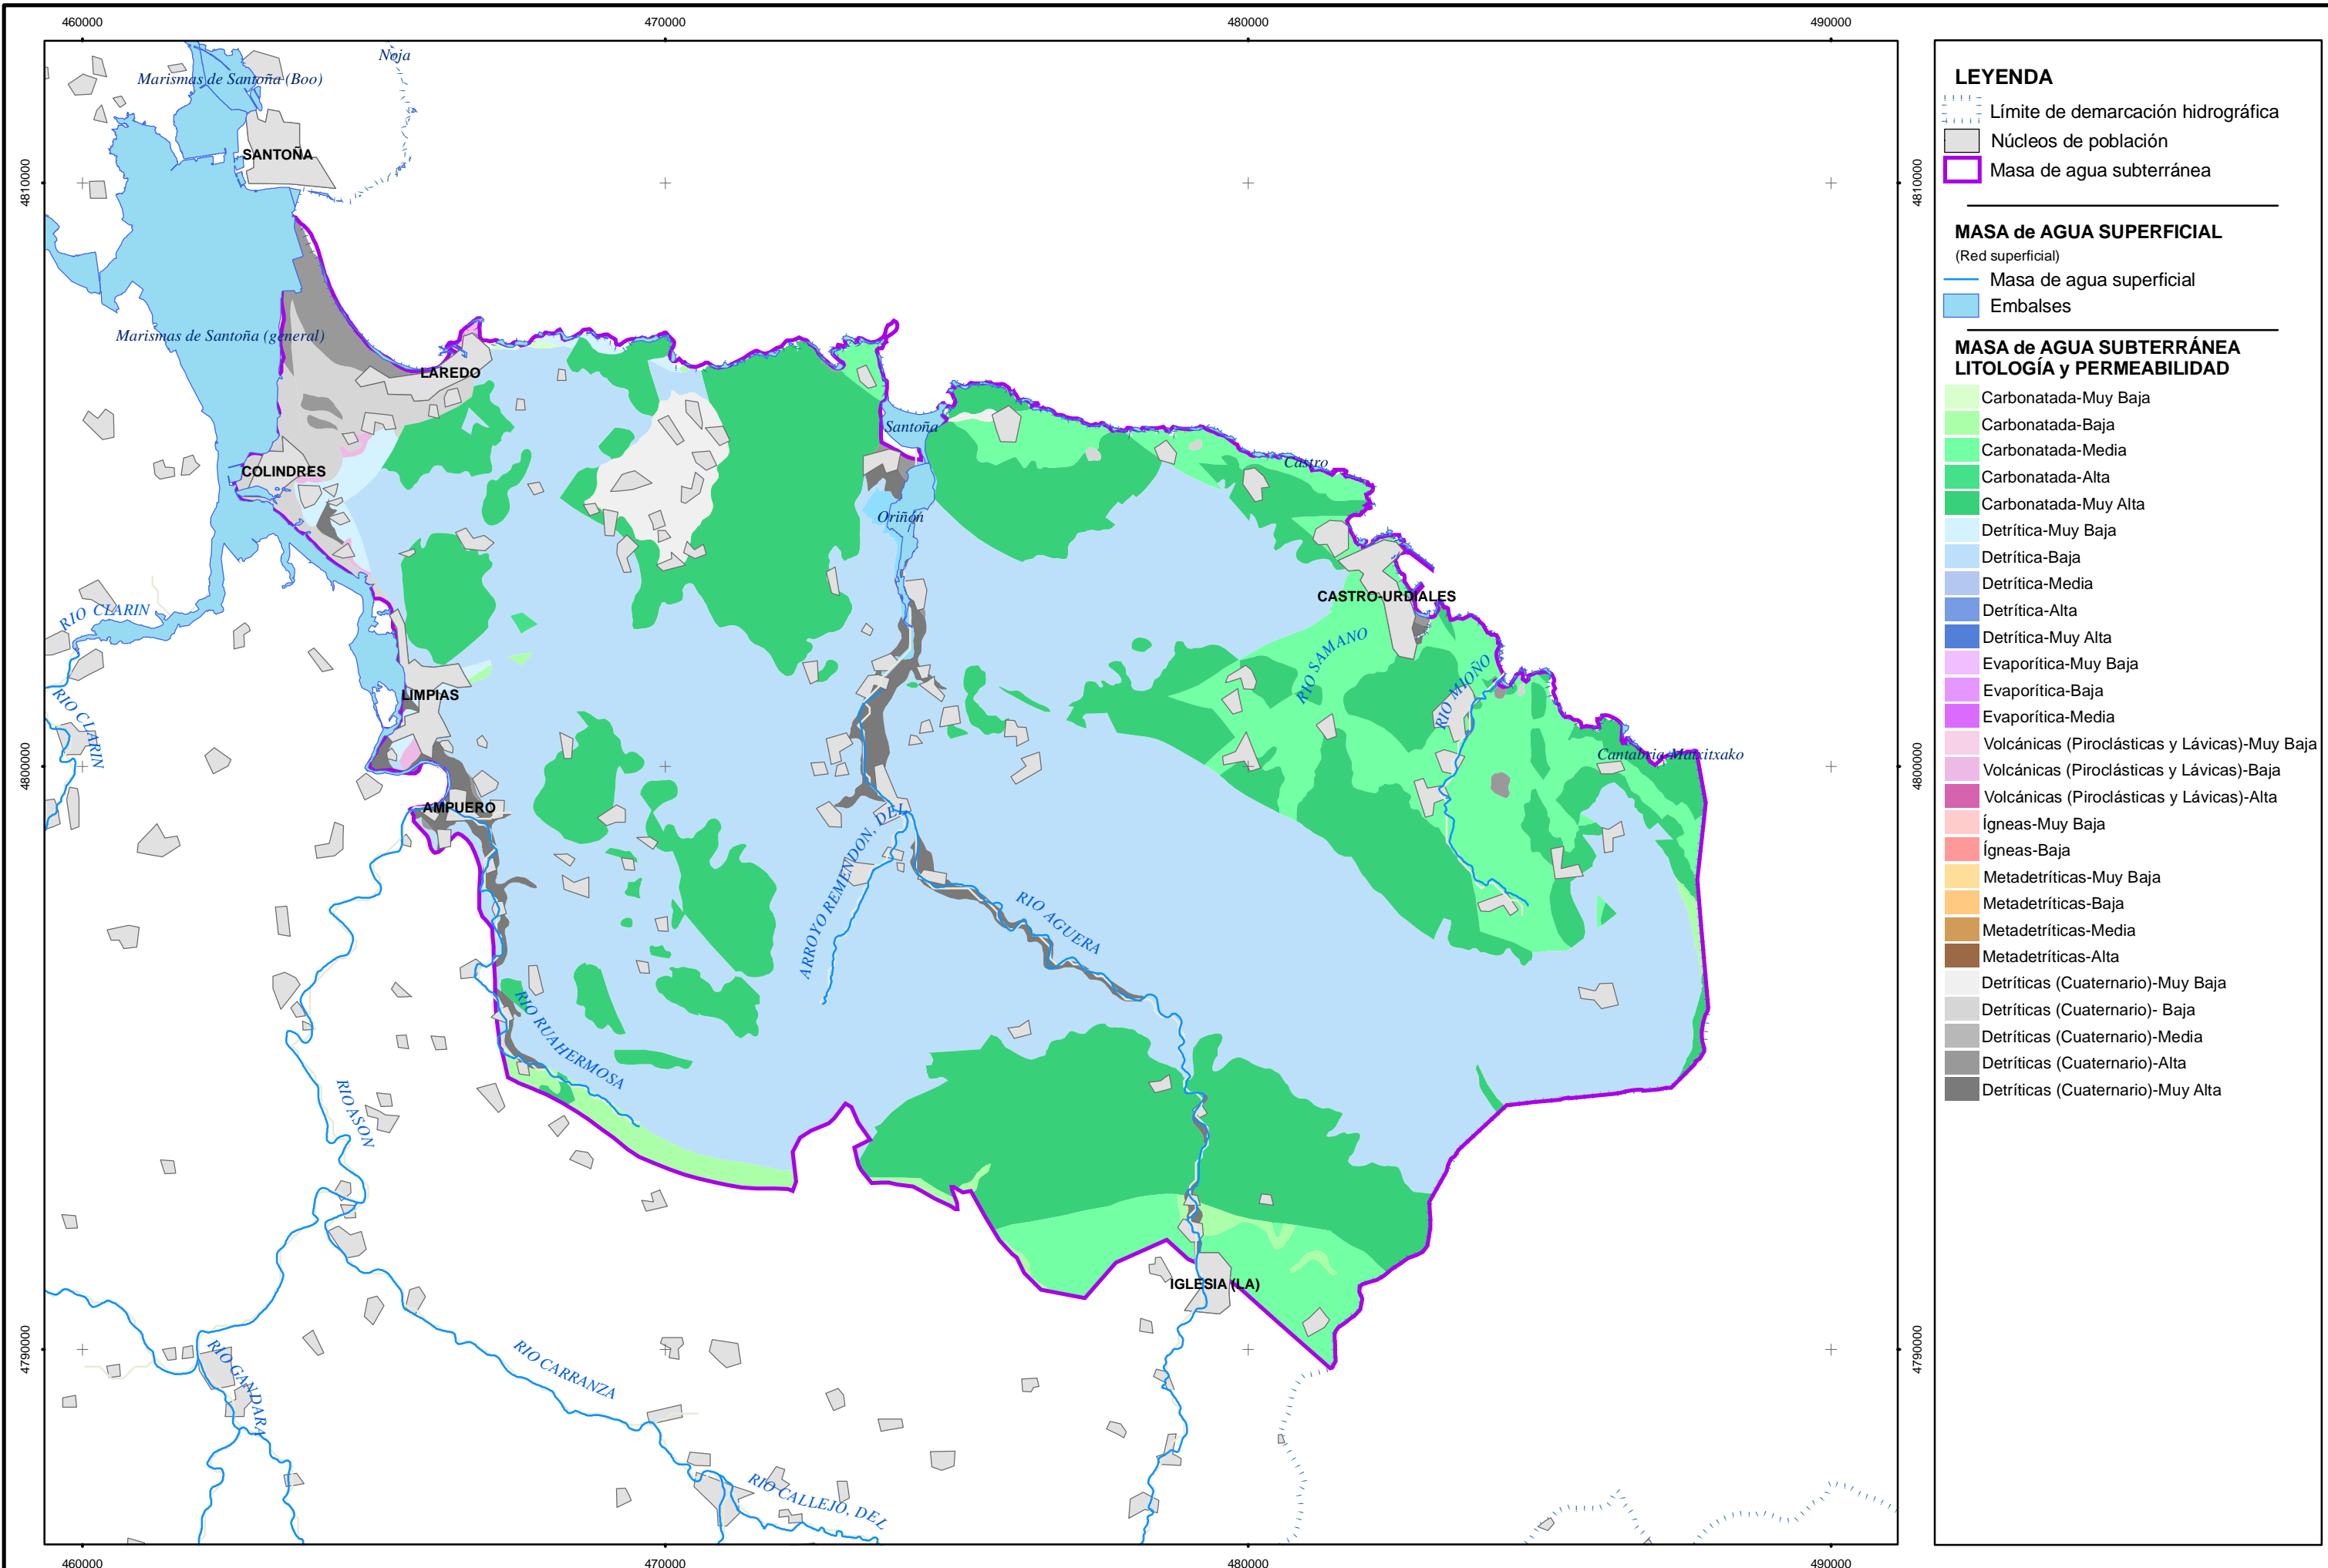 460000
470000
480000
490000
Noja
Marismas de Santoña (Boo)
SANTOÑA
4810000
4810000
Marismas de Santoña (general)
LAREDO
Santoña
COLINDRES
Castro
Oriñón
CASTRO-URDIALES
RIO CLARIN
RIO SAMANO
RIO MIOÑO
LIMPIAS
RIO CLARIN
4800000
4800000
Cantabria-Matxitxako
AMPUERO
ARROYO REMENDON, DEL
RIO AGUERA
RIO RUAHERMOSA
RIO ASON
IGLESIA (LA)
4790000
4790000
RIO GANDARA
RIO CARRANZA
RIO CALLEJO, DEL
460000
470000
480000
490000
LEYENDA
Límite de demarcación hidrográfica
Núcleos de población
Masa de agua subterránea
MASA de AGUA SUPERFICIAL
(Red superficial)
Masa de agua superficial
Embalses
MASA de AGUA SUBTERRÁNEA
LITOLOGÍA y PERMEABILIDAD
Carbonatada-Muy Baja
Carbonatada-Baja
Carbonatada-Media
Carbonatada-Alta
Carbonatada-Muy Alta
Detrítica-Muy Baja
Detrítica-Baja
Detrítica-Media
Detrítica-Alta
Detrítica-Muy Alta
Evaporítica-Muy Baja
Evaporítica-Baja
Evaporítica-Media
Volcánicas (Piroclásticas y Lávicas)-Muy Baja
Volcánicas (Piroclásticas y Lávicas)-Baja
Volcánicas (Piroclásticas y Lávicas)-Alta
Ígneas-Muy Baja
Ígneas-Baja
Metadetríticas-Muy Baja
Metadetríticas-Baja
Metadetríticas-Media
Metadetríticas-Alta
Detríticas (Cuaternario)-Muy Baja
Detríticas (Cuaternario)- Baja
Detríticas (Cuaternario)-Media
Detríticas (Cuaternario)-Alta
Detríticas (Cuaternario)-Muy Alta